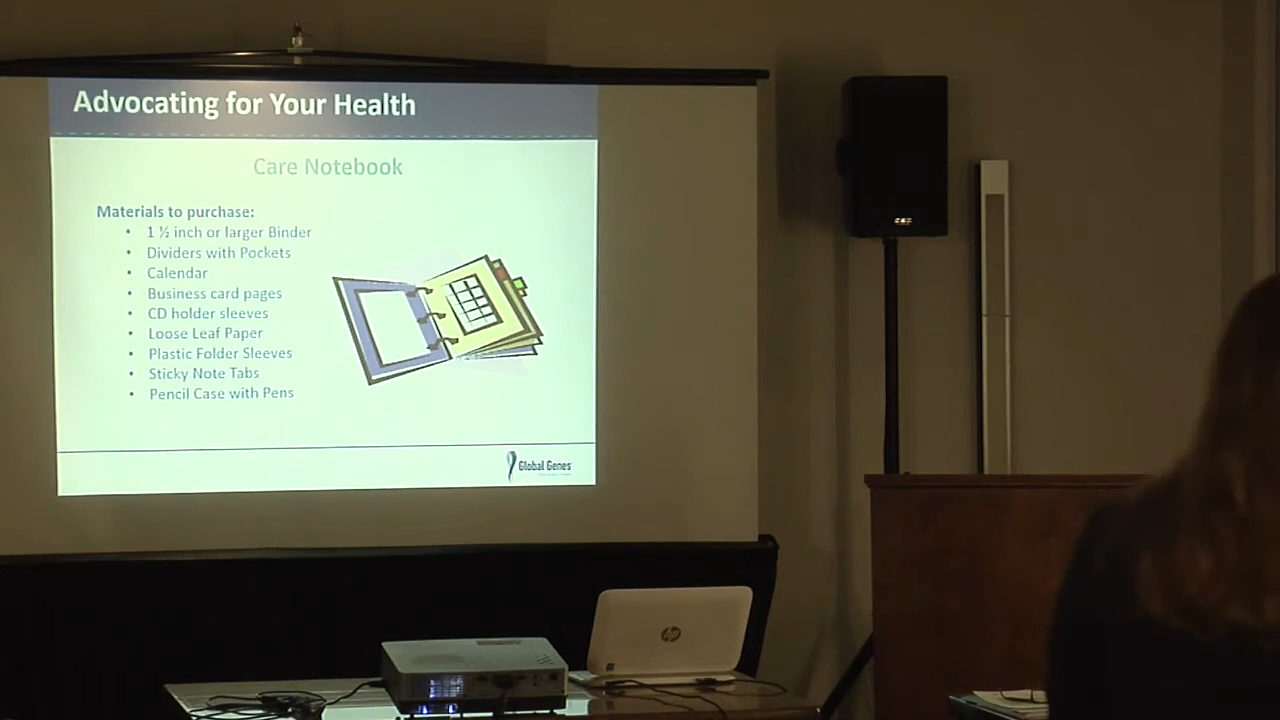 Advocating for Your Health
Care Notebook
Materials to purchase:
• 1 ½ inch or larger Binder
• Dividers with Pockets
• Calendar
• Business card pages
• CD holder sleeves
• Loose Leaf Paper
• Plastic Folder Sleeves
• Sticky Note Tabs
• Pencil Case with Pens
Global Genes
hp